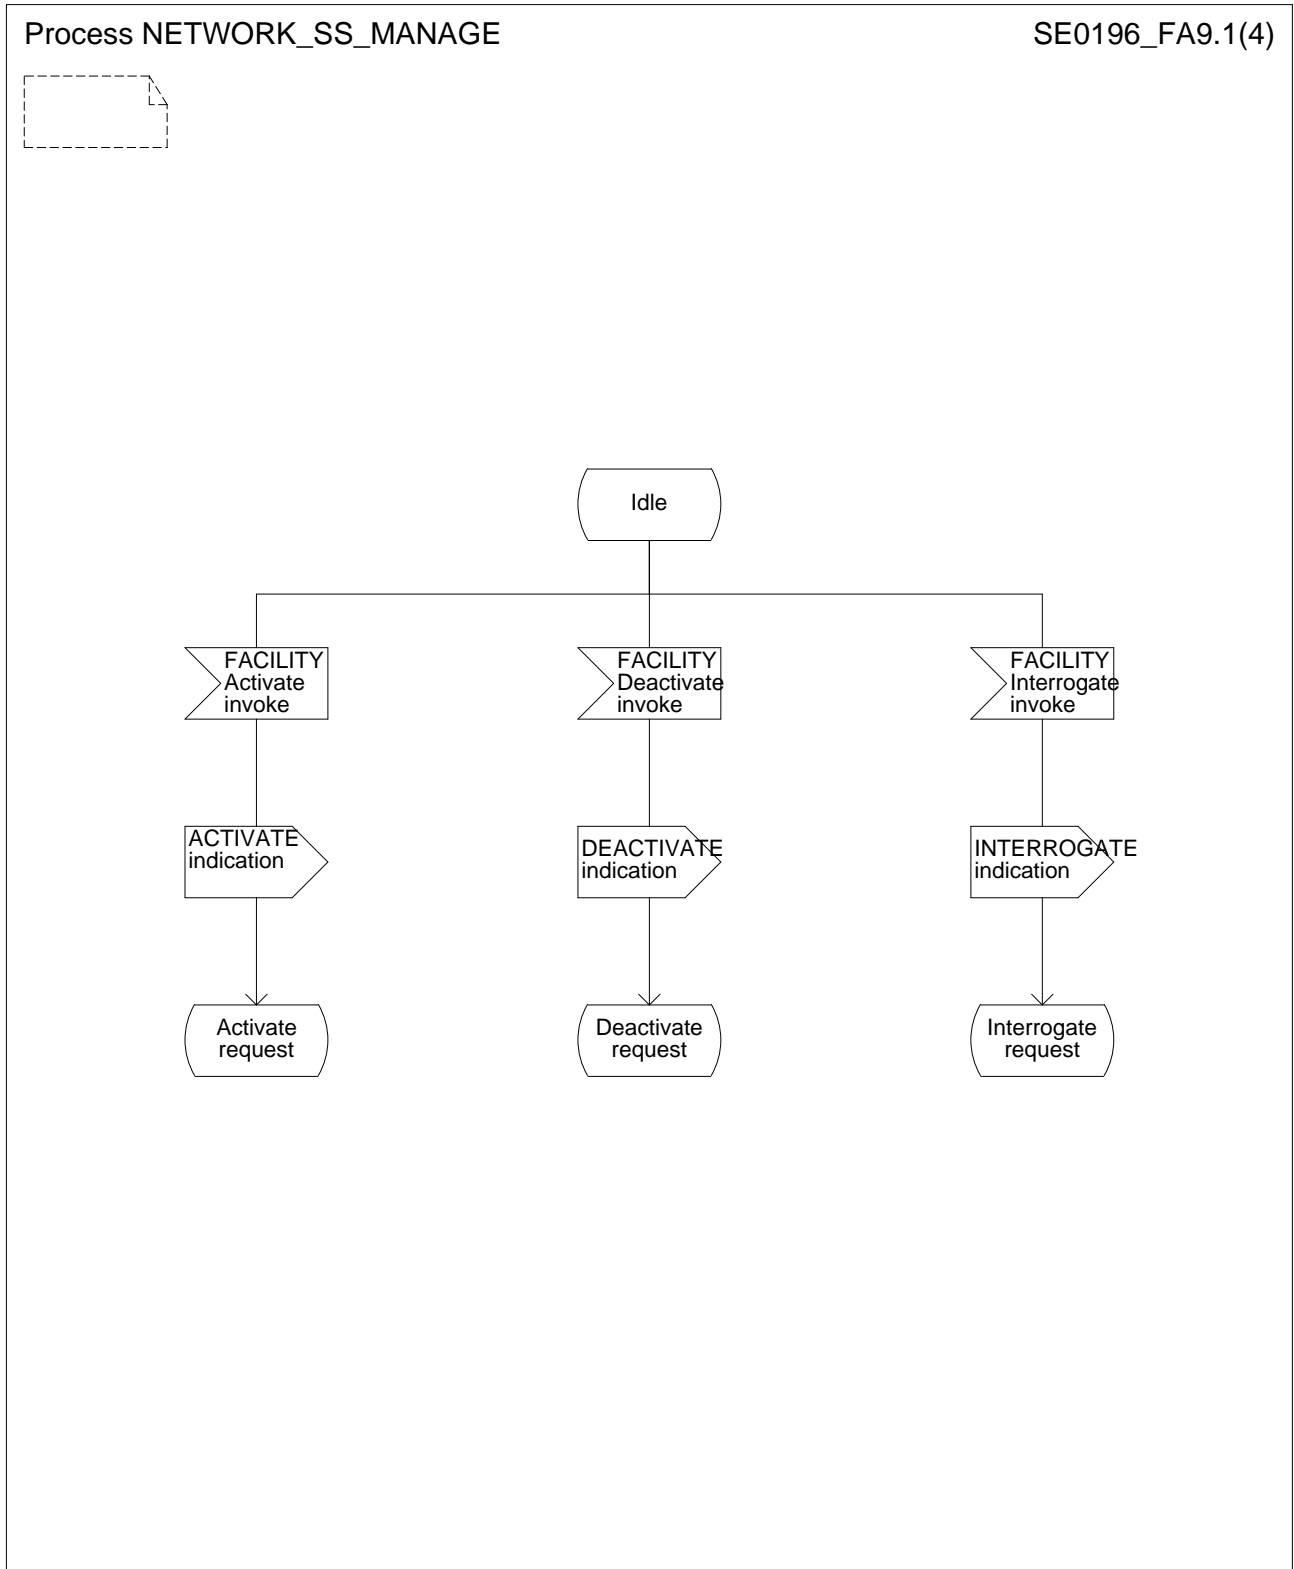 Process NETWORK_SS_MANAGE
SE0196_FA9.1(4)
Idle
FACILITY
Activate
invoke
FACILITY
Deactivate
invoke
FACILITY
Interrogate
invoke
ACTIVATE
indication
DEACTIVATE
indication
INTERROGATE
indication
Activate
request
Deactivate
request
Interrogate
request